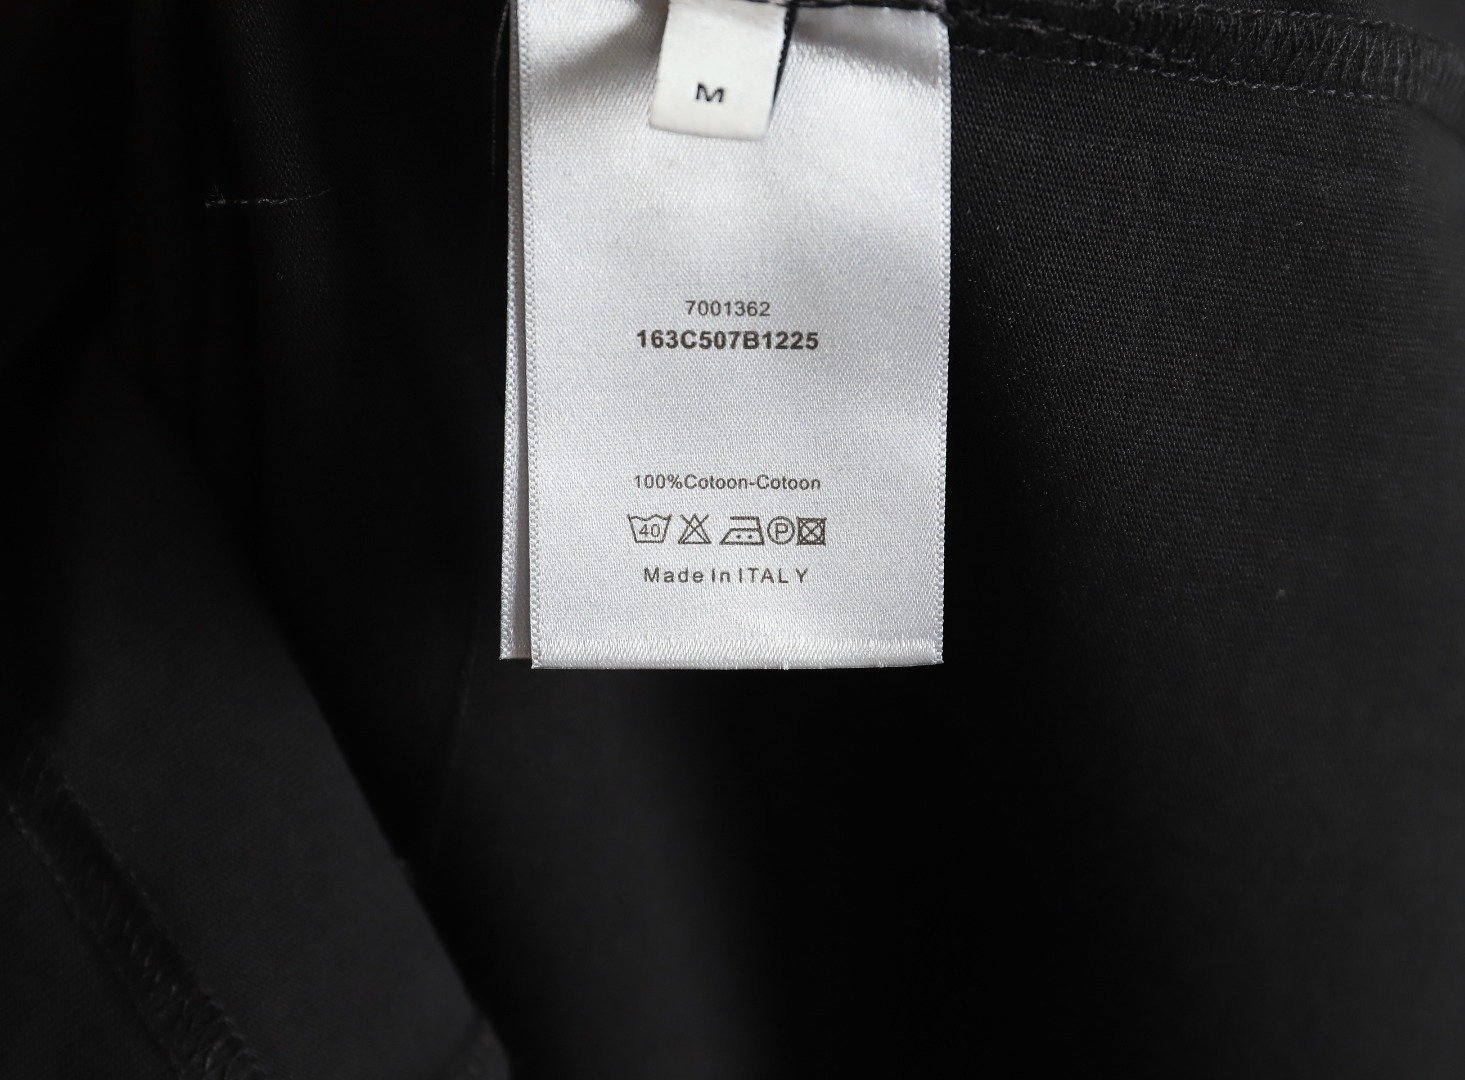 M
7001362
163C507B1225
100%Cotoon-Cotoon
40 P
Made In ITALY